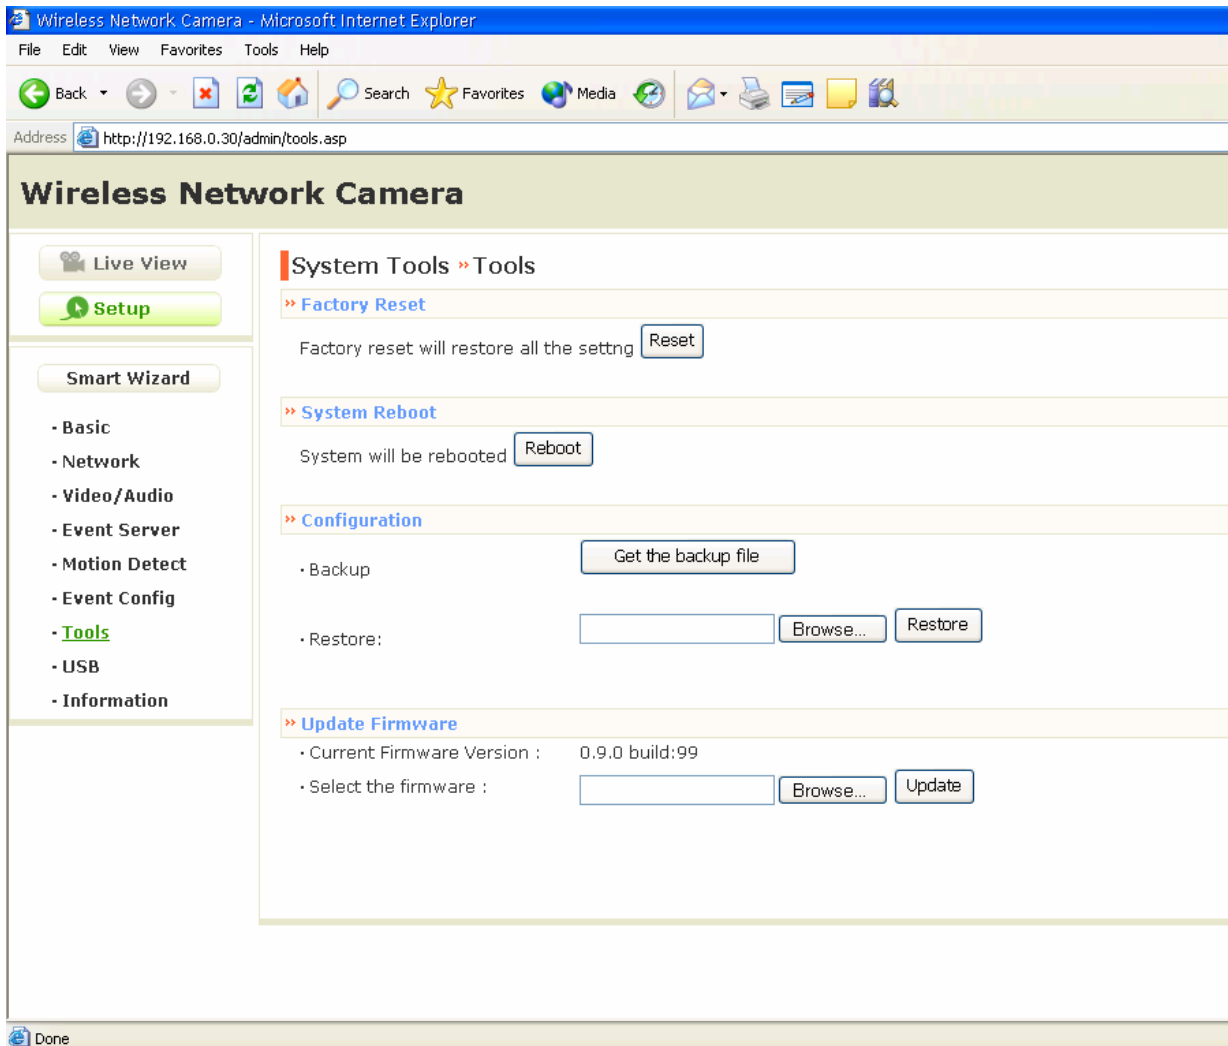 Wireless Network Camera - Microsoft Internet Explorer
File Edit View Favorites Tools Help
Back Search Favorites Media
Address http://192.168.0.30/admin/tools.asp
Wireless Network Camera
Live View
Setup
Smart Wizard
· Basic
· Network
· Video/Audio
· Event Server
· Motion Detect
· Event Config
· Tools
· USB
· Information
System Tools » Tools
» Factory Reset
Factory reset will restore all the settng Reset
» System Reboot
System will be rebooted Reboot
» Configuration
· Backup Get the backup file
· Restore: Browse... Restore
» Update Firmware
· Current Firmware Version : 0.9.0 build:99
· Select the firmware : Browse... Update
Done